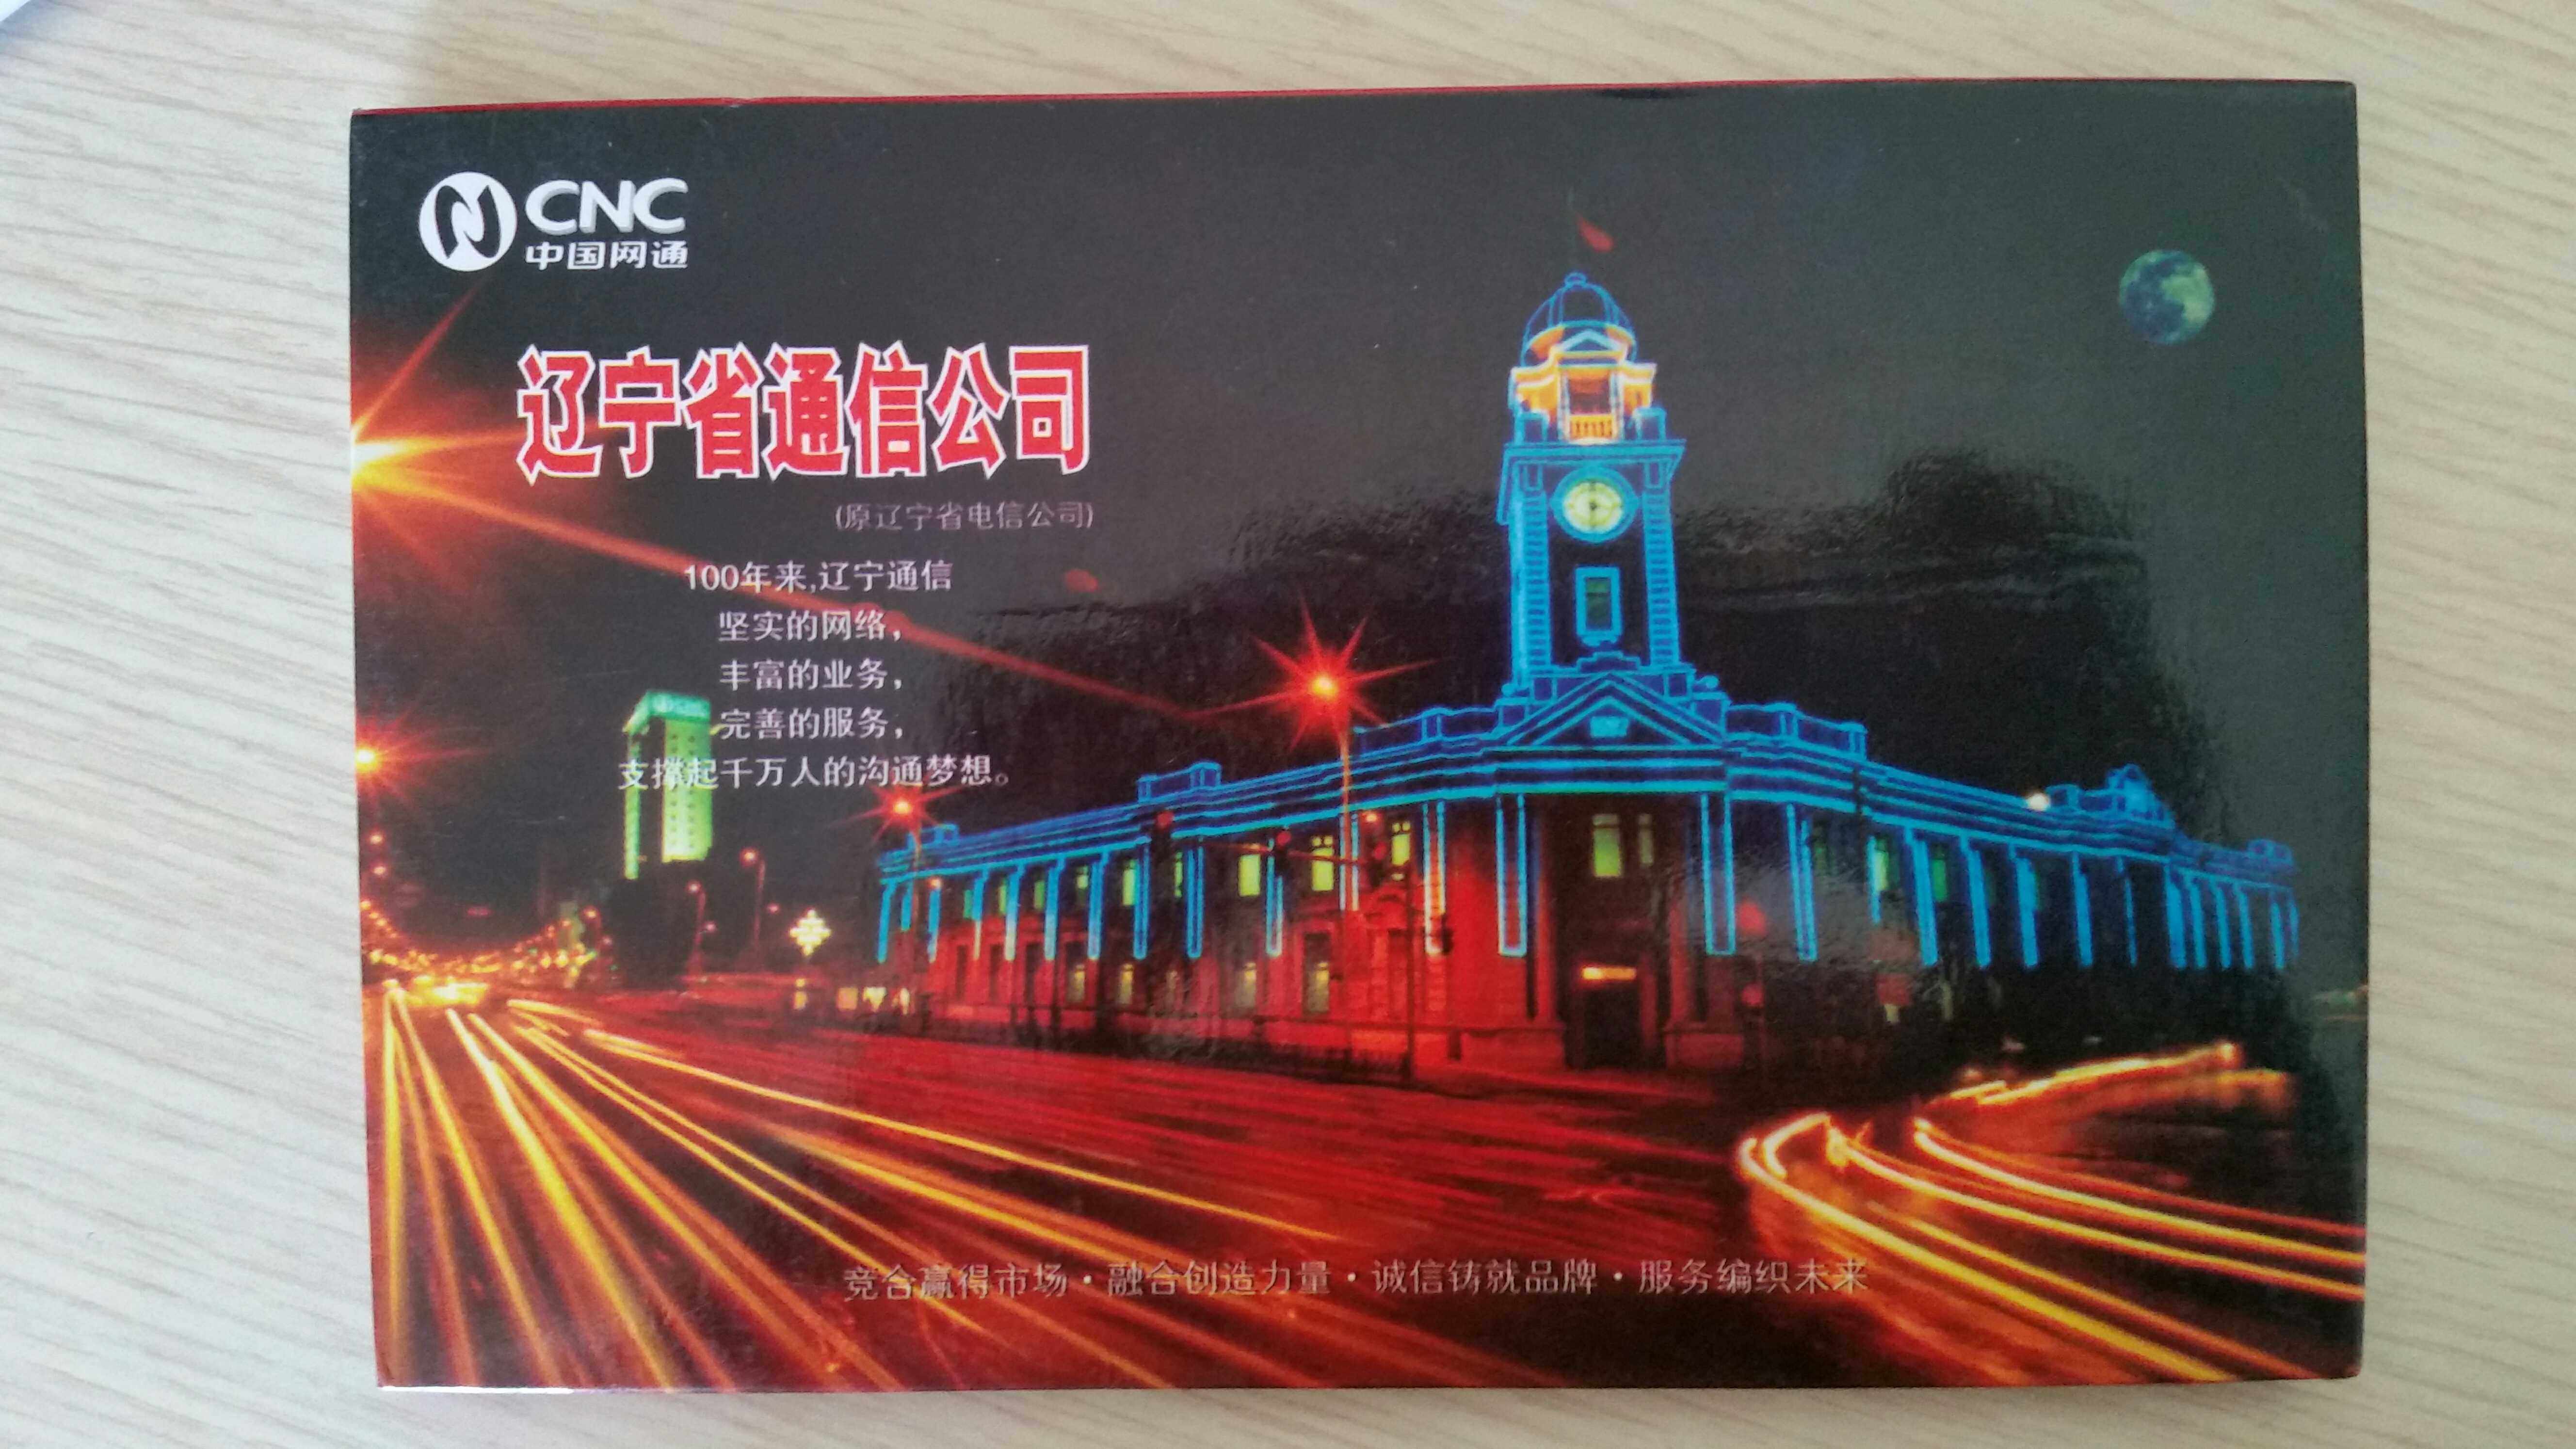 CNC
中国网通
辽宁省通信公司
(原辽宁省电信公司)
100年来,辽宁通信
坚实的网络，
丰富的业务，
完善的服务，
支撑起千万人的沟通梦想。
竞合赢得市场·融合创造力量·诚信铸就品牌·服务编织未来